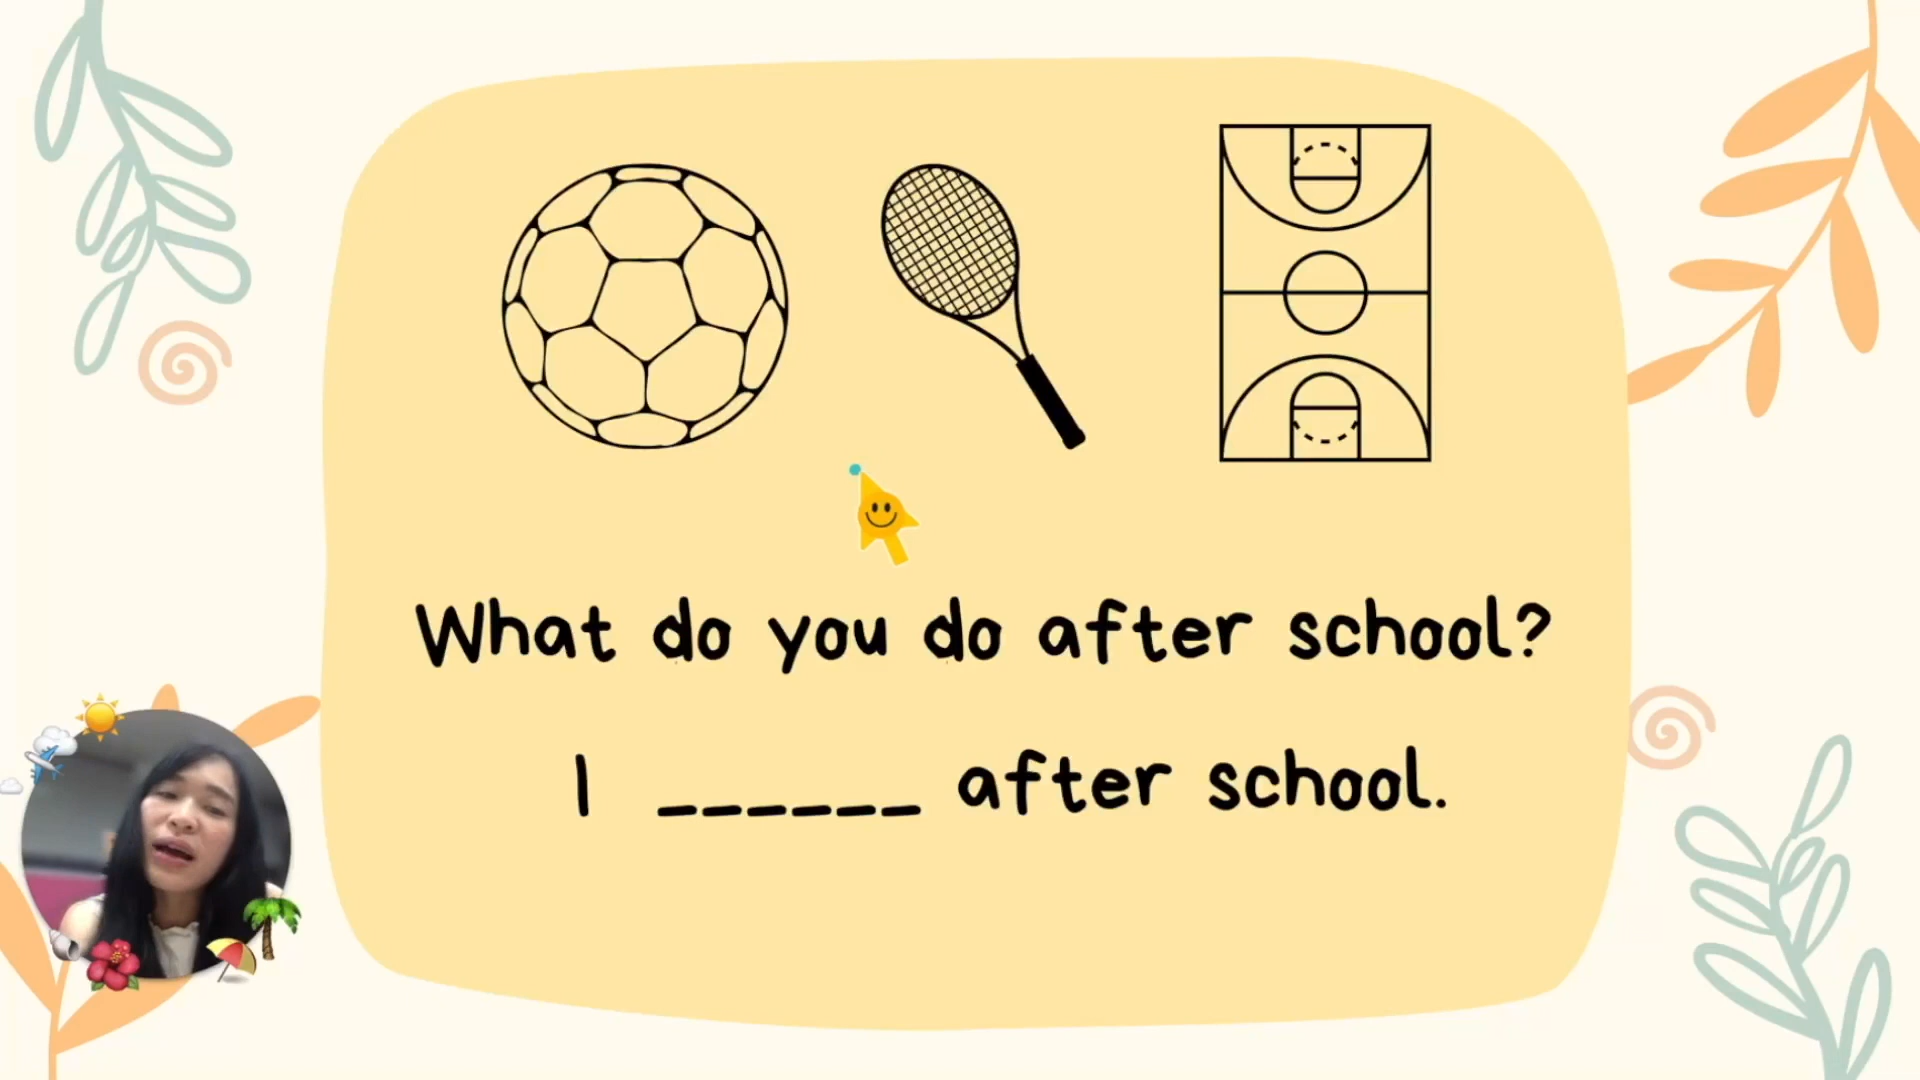 What do you do after school?
I ______ after school.